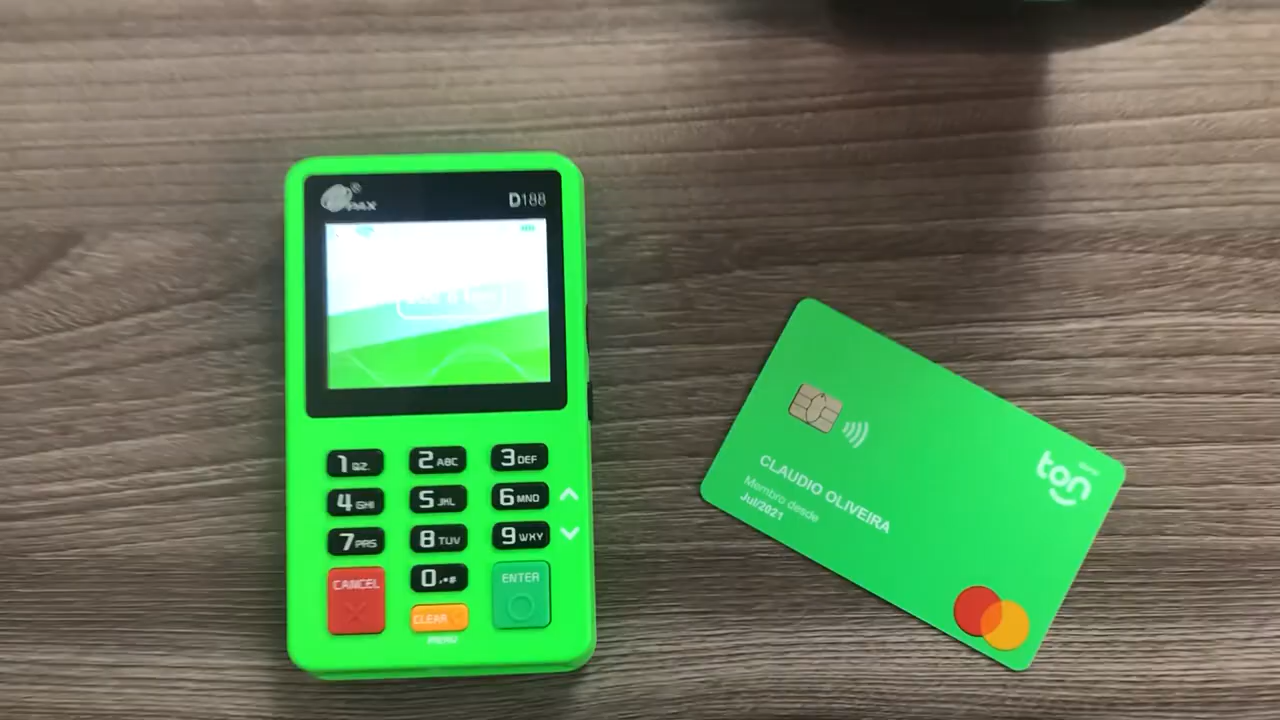 PAX
D188
1 QZ.
2 ABC
3 DEF
4 GHI
5 JKL
6 MNO
7 PRS
8 TUV
9 WXY
CANCEL
0 ,*#
ENTER
CLEAR
MENU
ton
CLAUDIO OLIVEIRA
Membro desde
Jul/2021